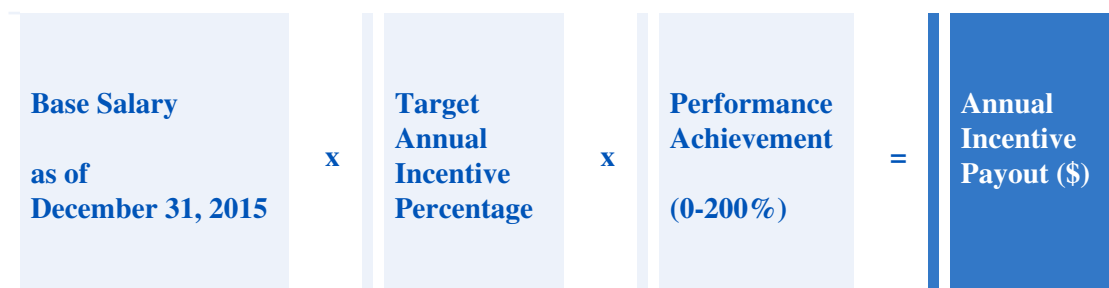 Base Salary
as of
December 31, 2015
x
Target
Annual
Incentive
Percentage
x
Performance
Achievement
(0-200%)
=
Annual
Incentive
Payout ($)